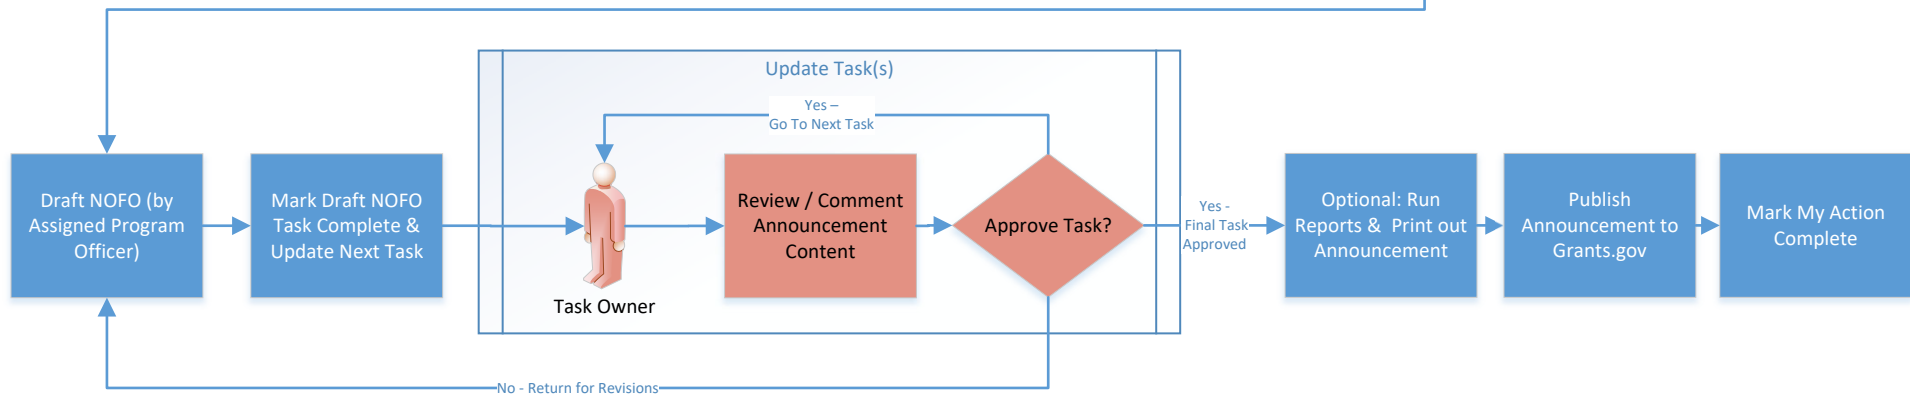 Update Task(s)
Yes –
Go To Next Task
Draft NOFO (by
Assigned Program
Officer)
Mark Draft NOFO
Task Complete &
Update Next Task
Task Owner
Review / Comment
Announcement
Content
Approve Task?
Yes -
Final Task
Approved
Optional: Run
Reports & Print out
Announcement
Publish
Announcement to
Grants.gov
Mark My Action
Complete
No - Return for Revisions